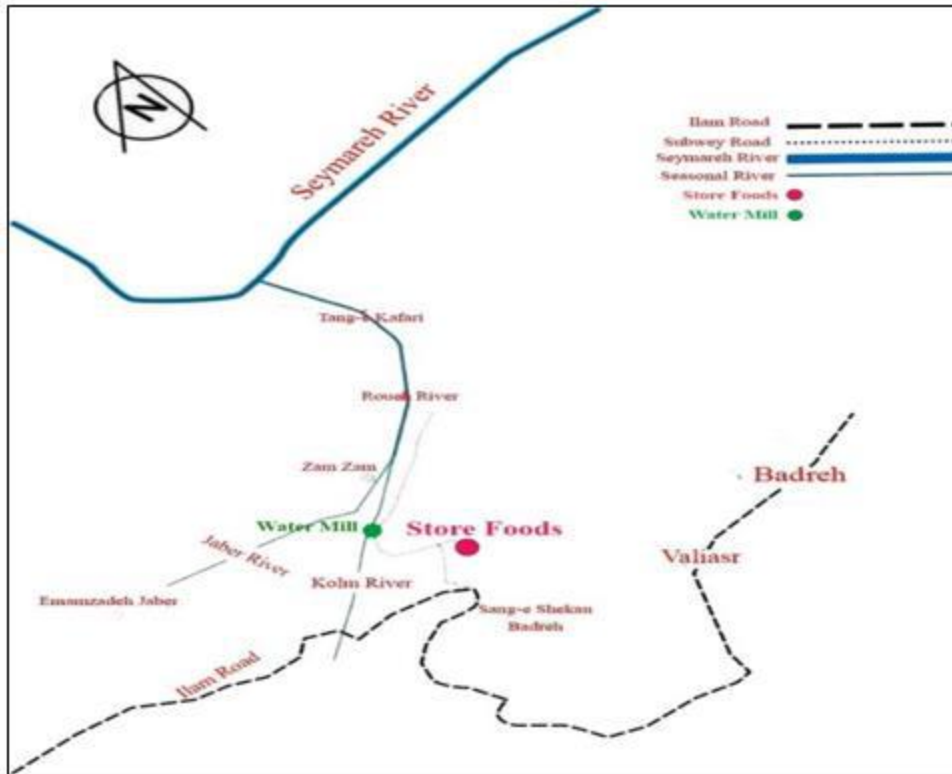 N
Seymareh River
Ilam Road
Subwey Road
Seymareh River
Seasonal River
Store Foods
Water Mill
Tang-e Kafari
River
Zam Zam
Badreh
Water Mill
Store Foods
Jaber River
Valiasr
Kolm River
Emamzadeh Jaber
Sang-e Shekan
Badreh
Ilam Road